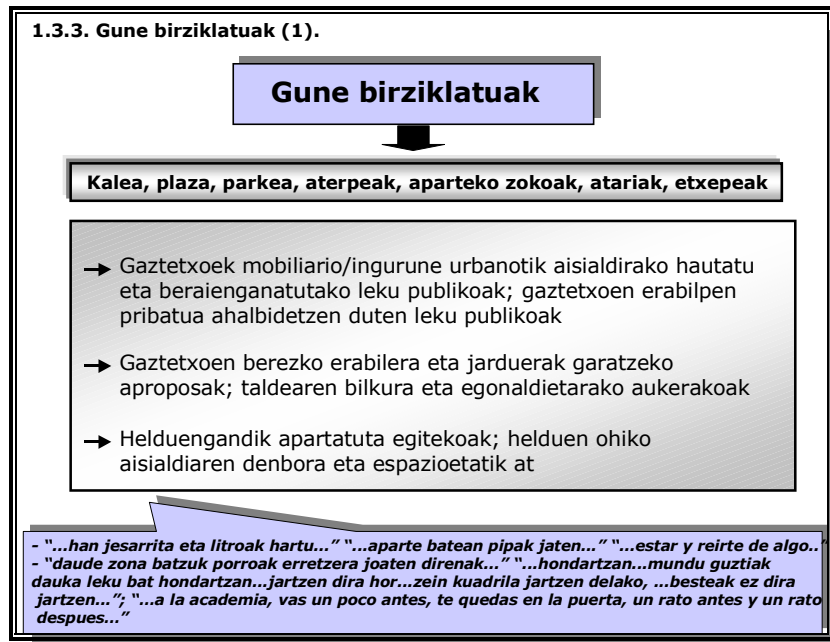 1.3.3. Gune birziklatuak (1).
Gune birziklatuak
Kalea, plaza, parkea, aterpeak, aparteko zokoak, atariak, etxepeak
Gaztetxoek mobiliario/ingurune urbanotik aisialdirako hautatu
eta beraienganatutako leku publikoak; gaztetxoen erabilpen
pribatua ahalbidetzen duten leku publikoak
Gaztetxoen berezko erabilera eta jarduerak garatzeko
aproposak; taldearen bilkura eta egonaldietarako aukerakoak
Helduengandik apartatuta egitekoak; helduen ohiko
aisialdiaren denbora eta espazioetatik at
- “...han jesarrita eta litroak hartu...” “...aparte batean pipak jaten...” “...estar y reirte de algo..”
- “daude zona batzuk porroak erretzera joaten direnak...” “...hondartzan...mundu guztiak
dauka leku bat hondartzan...jartzen dira hor...zein kuadrila jartzen delako, ...besteak ez dira
jartzen...”; “...a la academia, vas un poco antes, te quedas en la puerta, un rato antes y un rato
despues...”